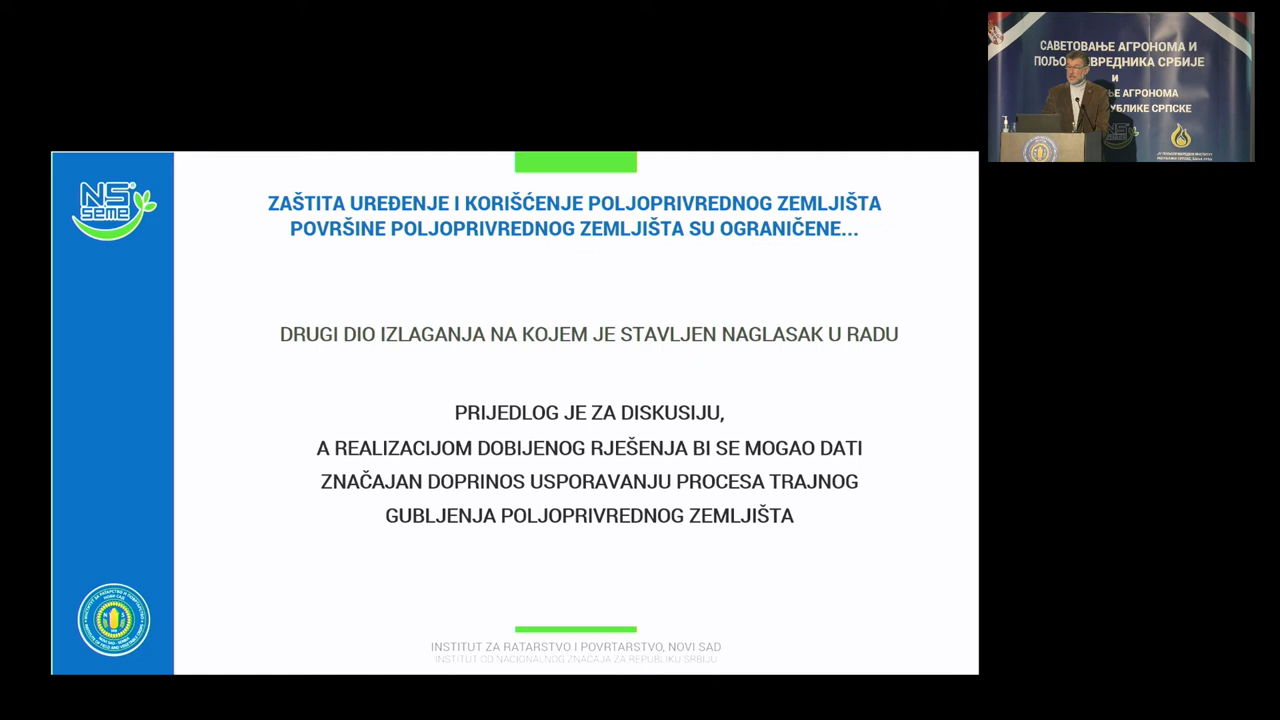 САВЕТОВАЊЕ АГРОНОМА И
ПОЉО ИВРЕДНИКА СРБИЈЕ
И
ЊЕ АГРОНОМА
УБЛИКЕ СРПСКЕ
NS®
seme
ZAŠTITA UREĐENJE I KORIŠĆENJE POLJOPRIVREDNOG ZEMLJIŠTA
POVRŠINE POLJOPRIVREDNOG ZEMLJIŠTA SU OGRANIČENE...
DRUGI DIO IZLAGANJA NA KOJEM JE STAVLJEN NAGLASAK U RADU
PRIJEDLOG JE ZA DISKUSIJU,
A REALIZACIJOM DOBIJENOG RJEŠENJA BI SE MOGAO DATI
ZNAČAJAN DOPRINOS USPORAVANJU PROCESA TRAJNOG
GUBLJENJA POLJOPRIVREDNOG ZEMLJIŠTA
INSTITUT ZA RATARSTVO I POVRTARSTVO, NOVI SAD
INSTITUT OD NACIONALNOG ZNAČAJA ZA REPUBLIKU SRBIJU